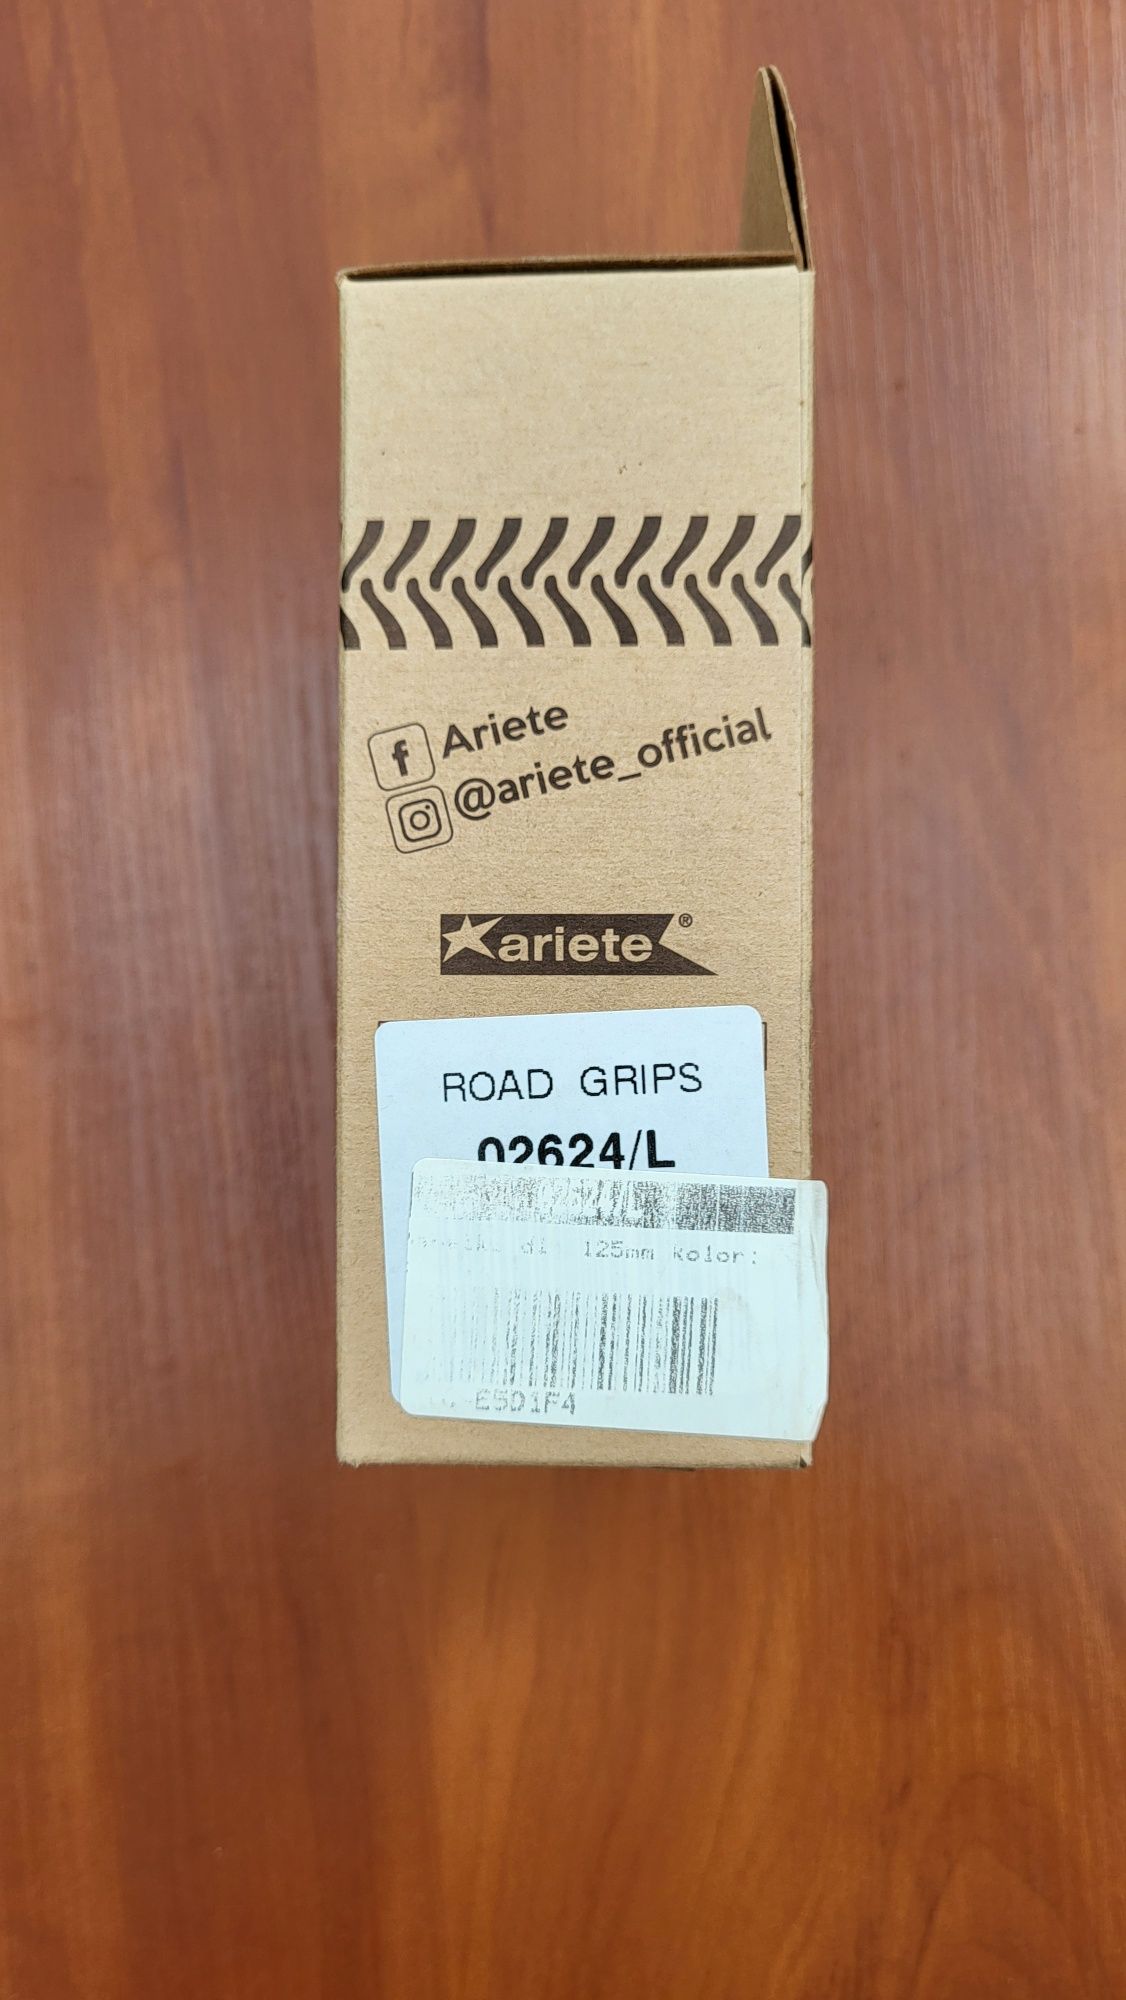 f Ariete
@ariete_official
ariete®
ROAD GRIPS
02624/L
125mm kolor:
E5D1F4